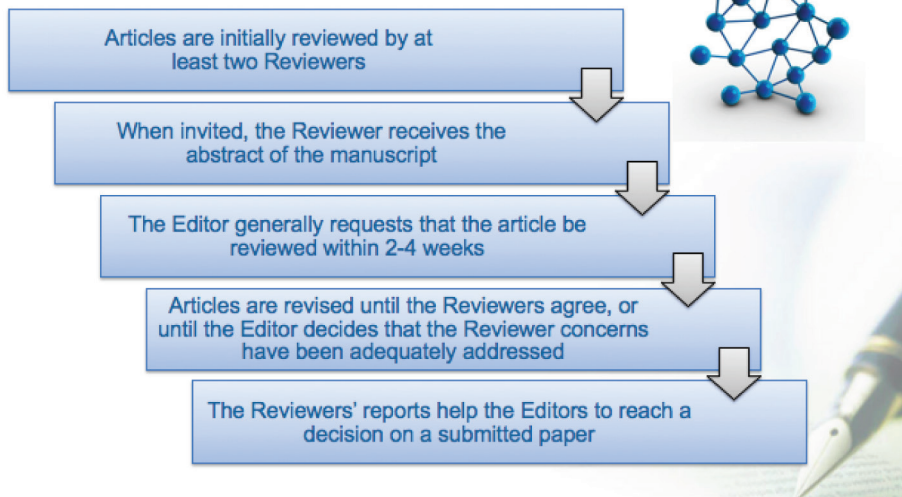 Articles are initially reviewed by at
least two Reviewers
When invited, the Reviewer receives the
abstract of the manuscript
The Editor generally requests that the article be
reviewed within 2-4 weeks
Articles are revised until the Reviewers agree, or
until the Editor decides that the Reviewer concerns
have been adequately addressed
The Reviewers’ reports help the Editors to reach a
decision on a submitted paper